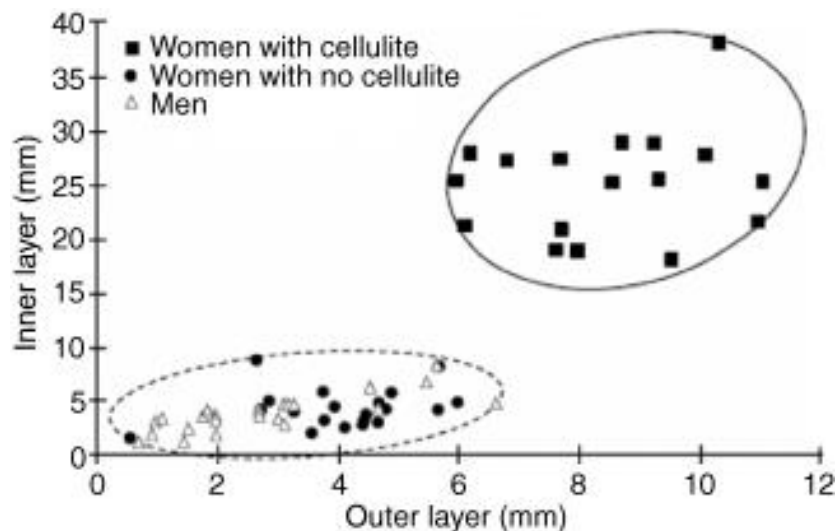 40
35
30
25
20
15
10
5
0
Inner layer (mm)
Women with cellulite
Women with no cellulite
Men
0 2 4 6 8 10 12
Outer layer (mm)